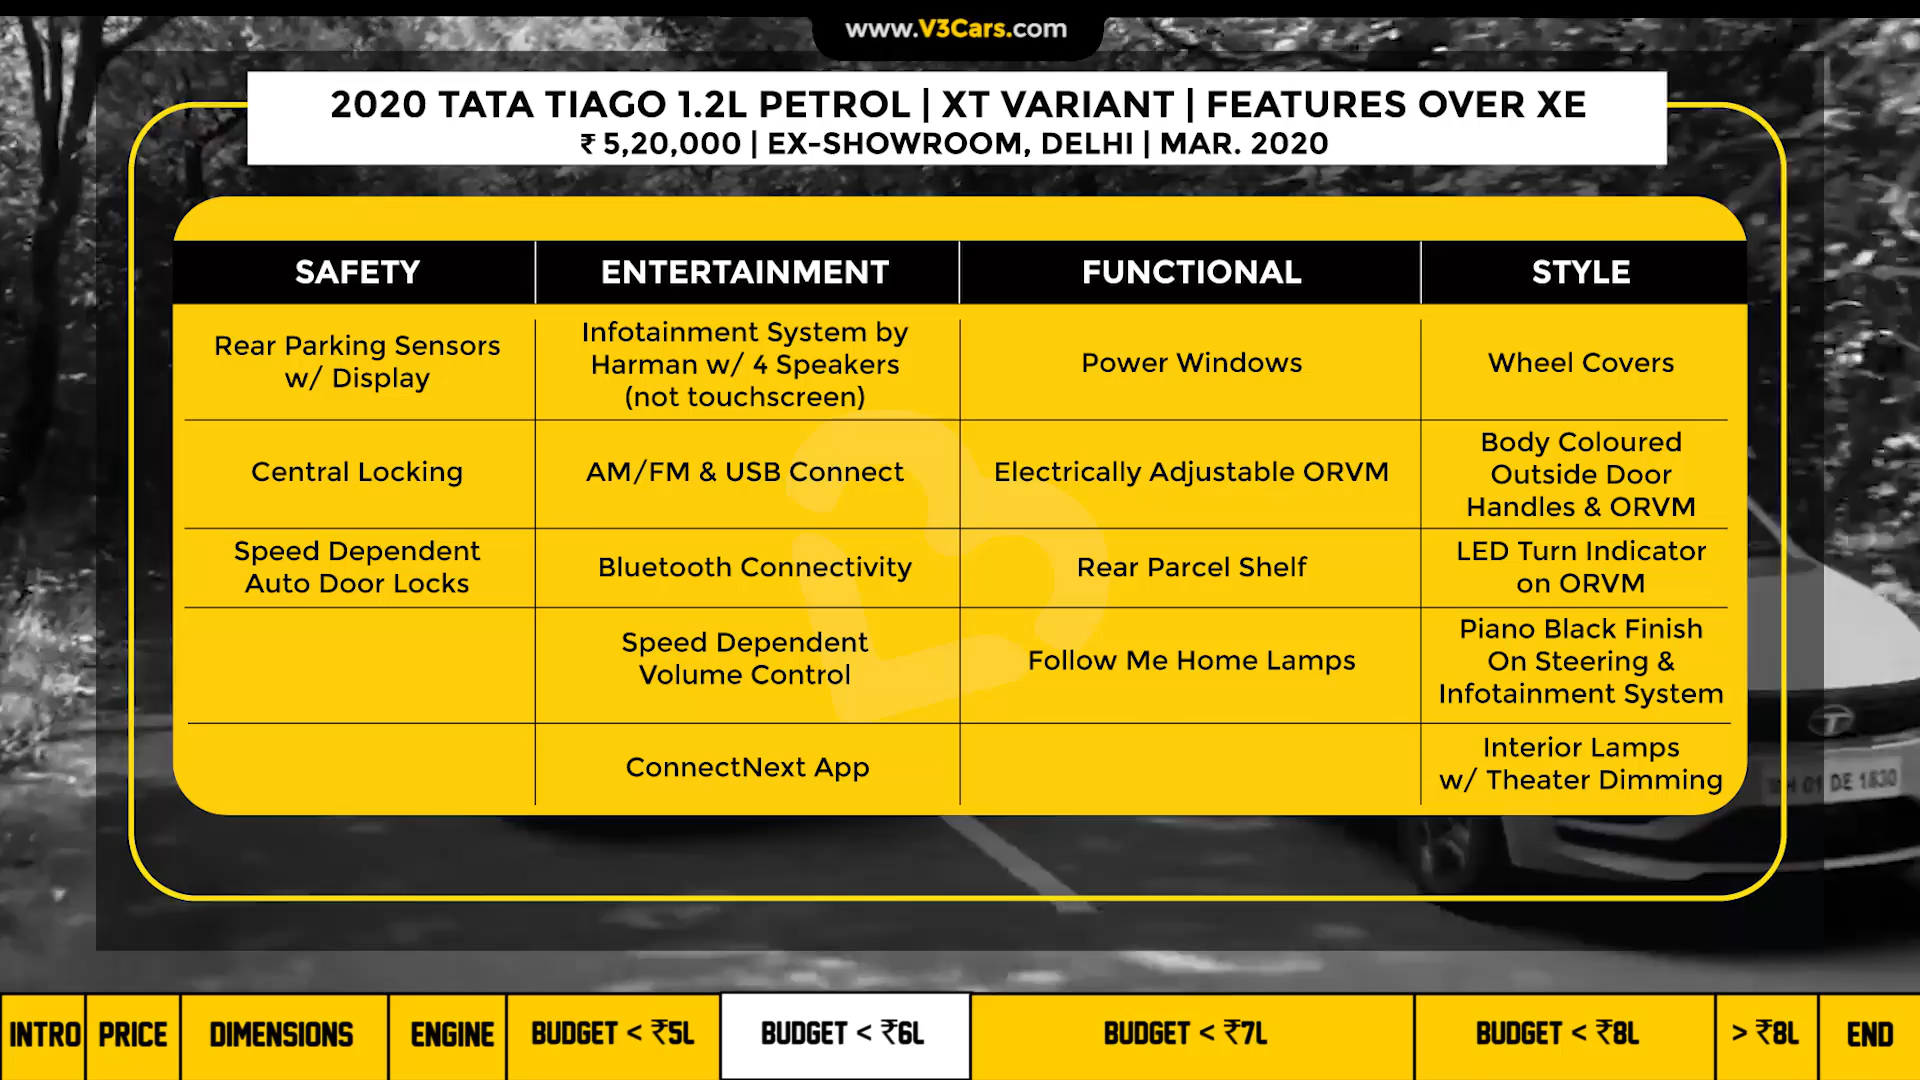 www.V3Cars.com
2020 TATA TIAGO 1.2L PETROL | XT VARIANT | FEATURES OVER XE
₹ 5,20,000 | EX-SHOWROOM, DELHI | MAR. 2020
SAFETY
ENTERTAINMENT
FUNCTIONAL
STYLE
Rear Parking Sensors
w/ Display
Infotainment System by
Harman w/ 4 Speakers
(not touchscreen)
Power Windows
Wheel Covers
Central Locking
AM/FM & USB Connect
Electrically Adjustable ORVM
Body Coloured
Outside Door
Handles & ORVM
Speed Dependent
Auto Door Locks
Bluetooth Connectivity
Rear Parcel Shelf
LED Turn Indicator
on ORVM
Speed Dependent
Volume Control
Follow Me Home Lamps
Piano Black Finish
On Steering &
Infotainment System
ConnectNext App
Interior Lamps
w/ Theater Dimming
01 DE 1830
INTRO
PRICE
DIMENSIONS
ENGINE
BUDGET < ₹5L
BUDGET < ₹6L
BUDGET < ₹7L
BUDGET < ₹8L
> ₹8L
END